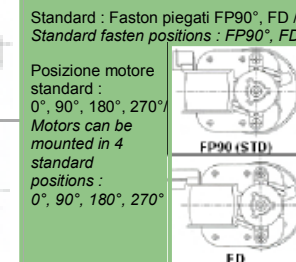 Standard : Faston piegati FP90°, FD /
Standard fasten positions : FP90°, FD
Posizione motore
standard :
0°, 90°, 180°, 270°/
Motors can be
mounted in 4
standard
positions :
0°, 90°, 180°, 270°
FP90 (STD)
FD